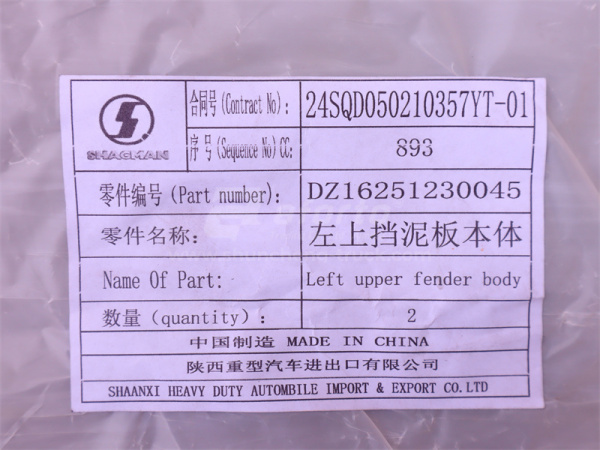 SHACMAN
合同号(Contract No): 24SQD050210357YT-01
序号(Sequence No)CC: 893
零件编号(Part number): DZ16251230045
零件名称: 左上挡泥板本体
Name Of Part: Left upper fender body
数量(quantity): 2
中国制造 MADE IN CHINA
陕西重型汽车进出口有限公司
SHAANXI HEAVY DUTY AUTOMBILE IMPORT & EXPORT CO.LTD